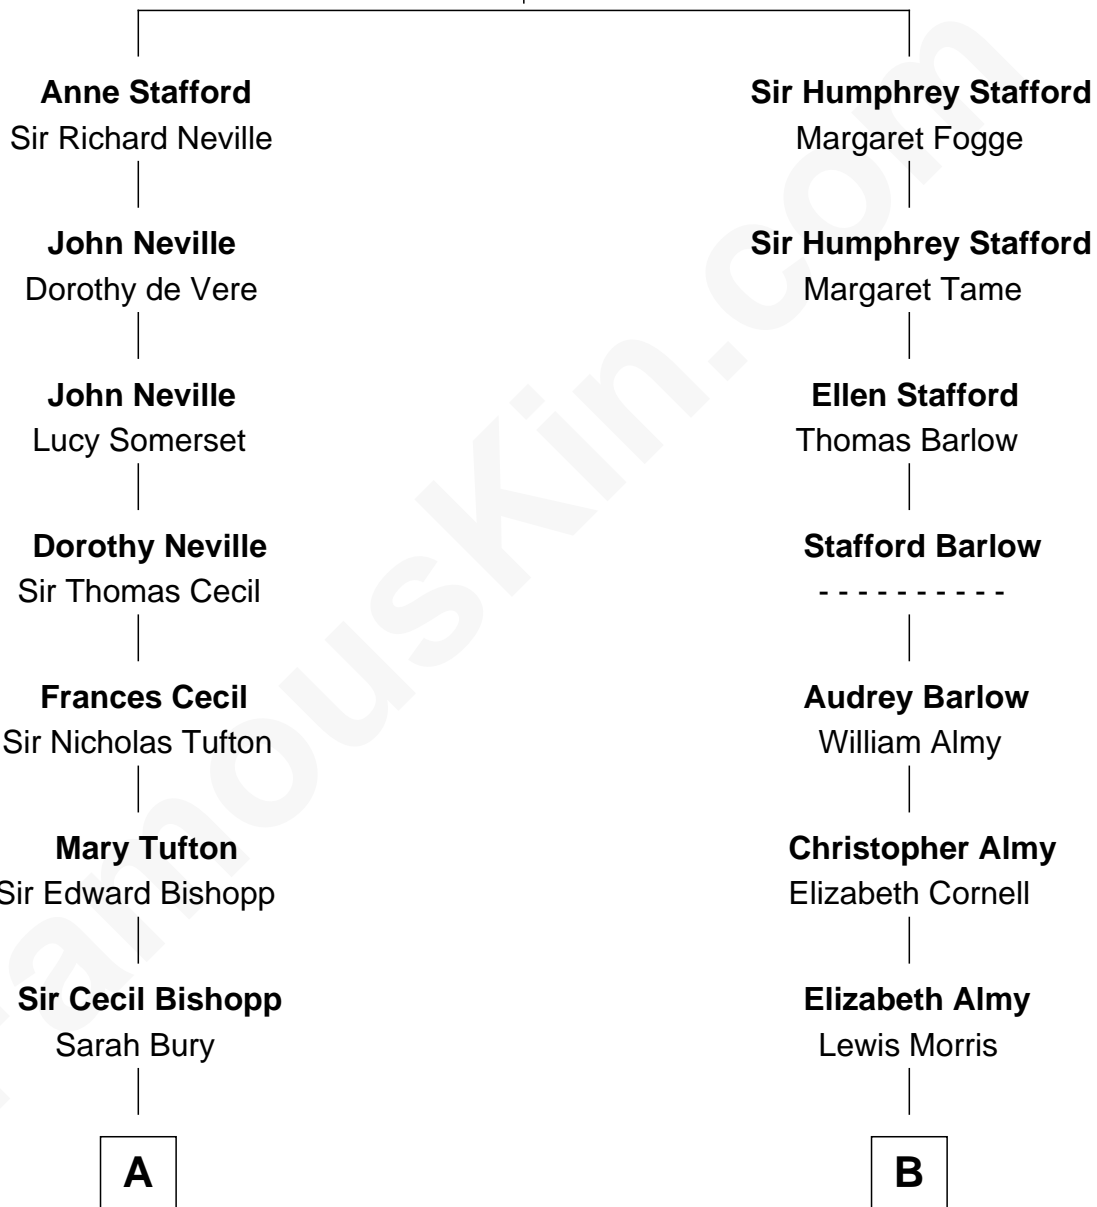 Anne Stafford
Sir Richard Neville
John Neville
Dorothy de Vere
John Neville
Lucy Somerset
Dorothy Neville
Sir Thomas Cecil
Frances Cecil
Sir Nicholas Tufton
Mary Tufton
Sir Edward Bishopp
Sir Cecil Bishopp
Sarah Bury
A
Sir Humphrey Stafford
Margaret Fogge
Sir Humphrey Stafford
Margaret Tame
Ellen Stafford
Thomas Barlow
Stafford Barlow
- - - - - - - - - -
Audrey Barlow
William Almy
Christopher Almy
Elizabeth Cornell
Elizabeth Almy
Lewis Morris
B
FamousKin.com